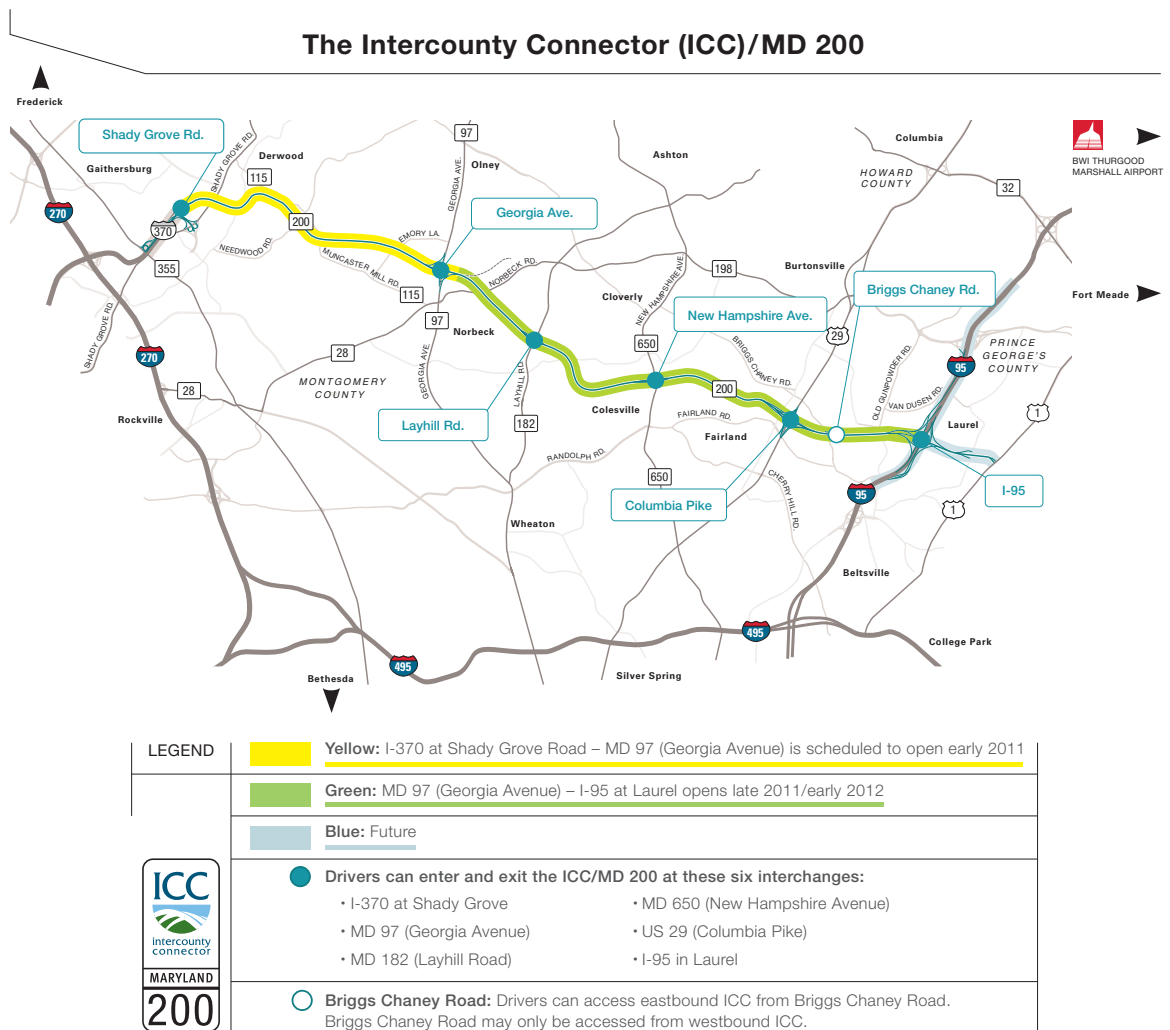 The Intercounty Connector (ICC)/MD 200
Frederick
Shady Grove Rd.
Gaithersburg
SHADY GROVE RD.
Derwood
115
97
Olney
GEORGIA AVE.
Ashton
Columbia
HOWARD
COUNTY
32
BWI THURGOOD
MARSHALL AIRPORT
270
370
200
Georgia Ave.
EMORY LA.
NEEDWOOD RD.
MUNCASTER MILL RD.
115
355
NORBECK RD.
198
Burtonsville
Briggs Chaney Rd.
Fort Meade
SHADY GROVE RD.
97
Norbeck
Cloverly
NEW HAMPSHIRE AVE.
New Hampshire Ave.
29
270
28
28
MONTGOMERY
COUNTY
GEORGIA AVE.
LAYHILL RD.
650
BRIGGS CHANEY RD.
200
OLD GUNPOWDER RD.
VAN DUSEN RD.
95
PRINCE
GEORGE'S
COUNTY
1
Rockville
Layhill Rd.
182
Colesville
FAIRLAND RD.
Fairland
Laurel
RANDOLPH RD.
650
CHERRY HILL RD.
Columbia Pike
95
I-95
1
Wheaton
Beltsville
495
College Park
495
Bethesda
Silver Spring
LEGEND
Yellow: I-370 at Shady Grove Road – MD 97 (Georgia Avenue) is scheduled to open early 2011
Green: MD 97 (Georgia Avenue) – I-95 at Laurel opens late 2011/early 2012
Blue: Future
Drivers can enter and exit the ICC/MD 200 at these six interchanges:
• I-370 at Shady Grove
• MD 97 (Georgia Avenue)
• MD 182 (Layhill Road)
• MD 650 (New Hampshire Avenue)
• US 29 (Columbia Pike)
• I-95 in Laurel
Briggs Chaney Road: Drivers can access eastbound ICC from Briggs Chaney Road.
Briggs Chaney Road may only be accessed from westbound ICC.
ICC
intercounty
connector
MARYLAND
200